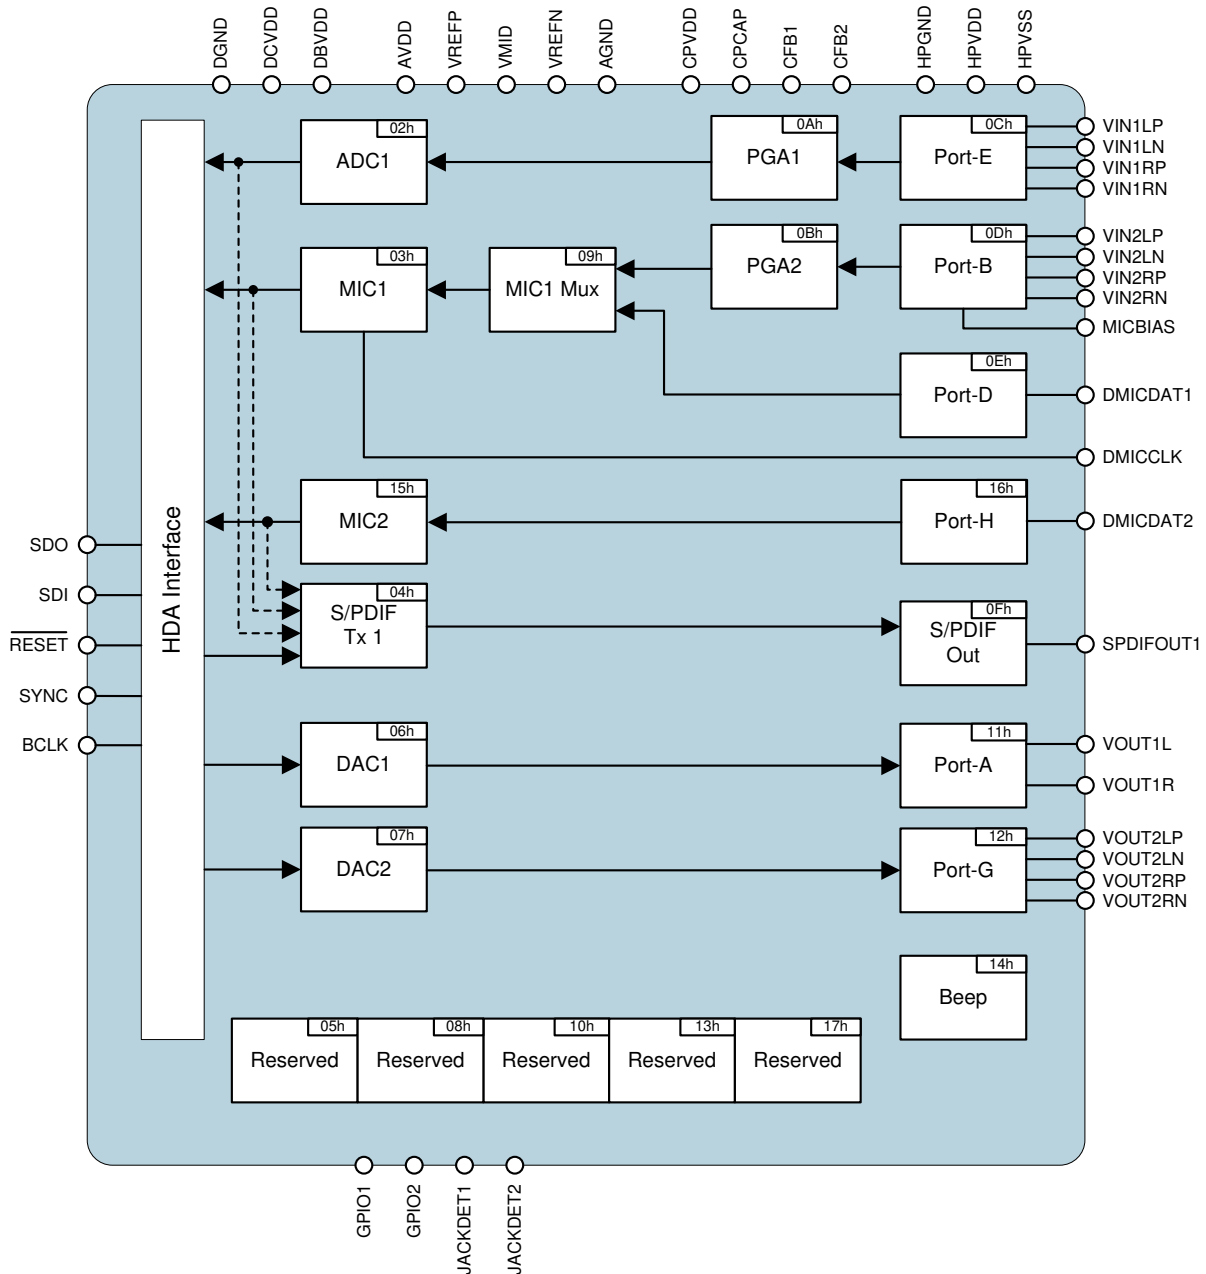 DGND
DCVDD
DBVDD
AVDD
VREFP
VMID
VREFN
AGND
CPVDD
CPCAP
CFB1
CFB2
HPGND
HPVDD
HPVSS
02h
ADC1
0Ah
PGA1
0Ch
Port-E
VIN1LP
VIN1LN
VIN1RP
VIN1RN
03h
MIC1
09h
MIC1 Mux
0Bh
PGA2
0Dh
Port-B
VIN2LP
VIN2LN
VIN2RP
VIN2RN
MICBIAS
0Eh
Port-D
DMICDAT1
DMICCLK
15h
MIC2
16h
Port-H
DMICDAT2
HDA Interface
SDO
SDI
RESET
SYNC
BCLK
04h
S/PDIF
Tx 1
0Fh
S/PDIF
Out
SPDIFOUT1
06h
DAC1
11h
Port-A
VOUT1L
VOUT1R
07h
DAC2
12h
Port-G
VOUT2LP
VOUT2LN
VOUT2RP
VOUT2RN
14h
Beep
05h
Reserved
08h
Reserved
10h
Reserved
13h
Reserved
17h
Reserved
GPIO1
GPIO2
JACKDET1
JACKDET2